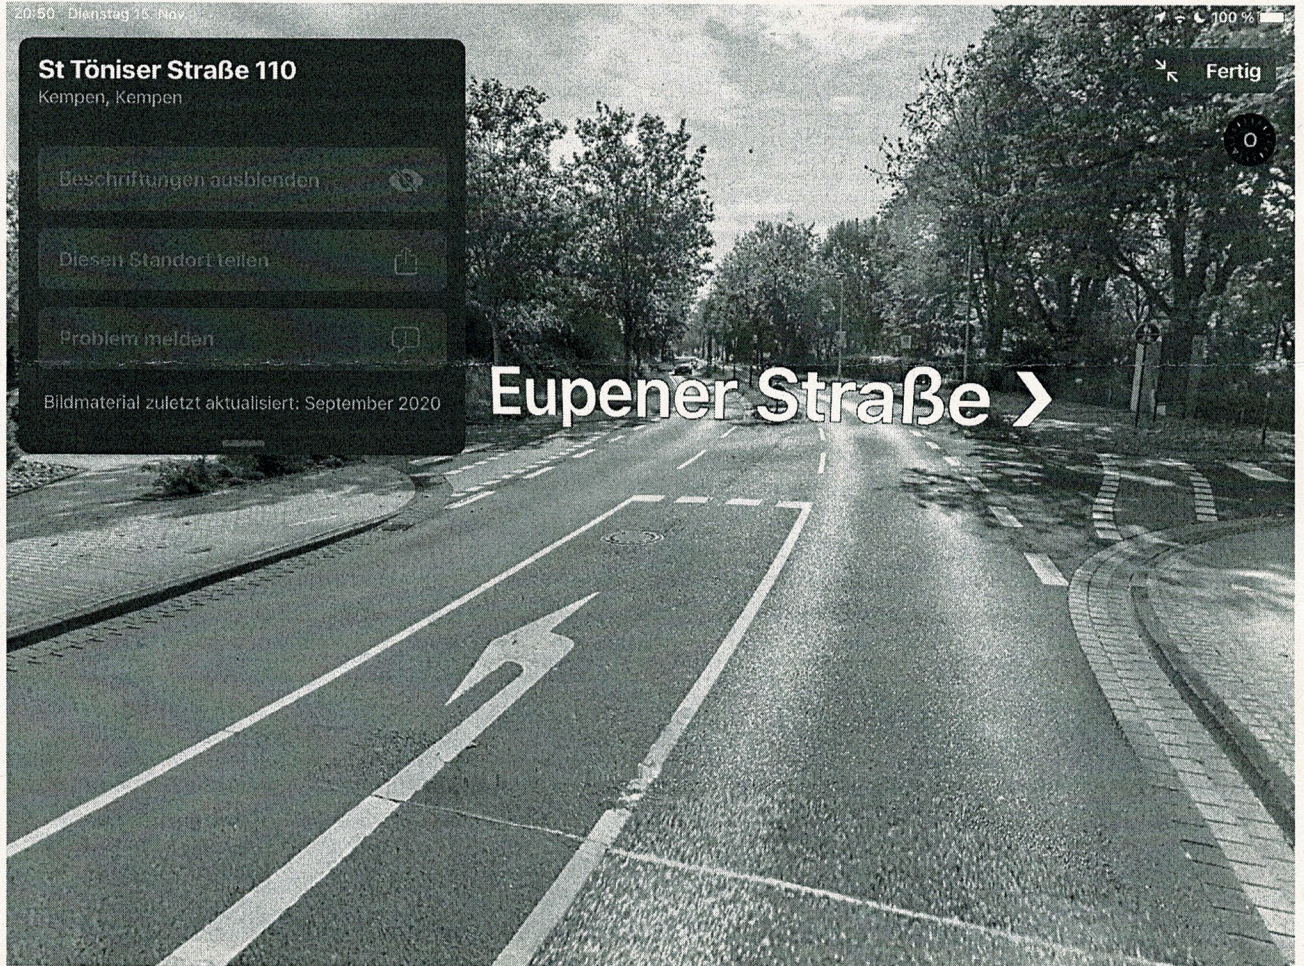 20:50 Dienstag 15. Nov.
100 %
St Töniser Straße 110
Kempen, Kempen
Fertig
O
Beschriftungen ausblenden
Diesen Standort teilen
Problem melden
Bildmaterial zuletzt aktualisiert: September 2020
Eupener Straße ❯